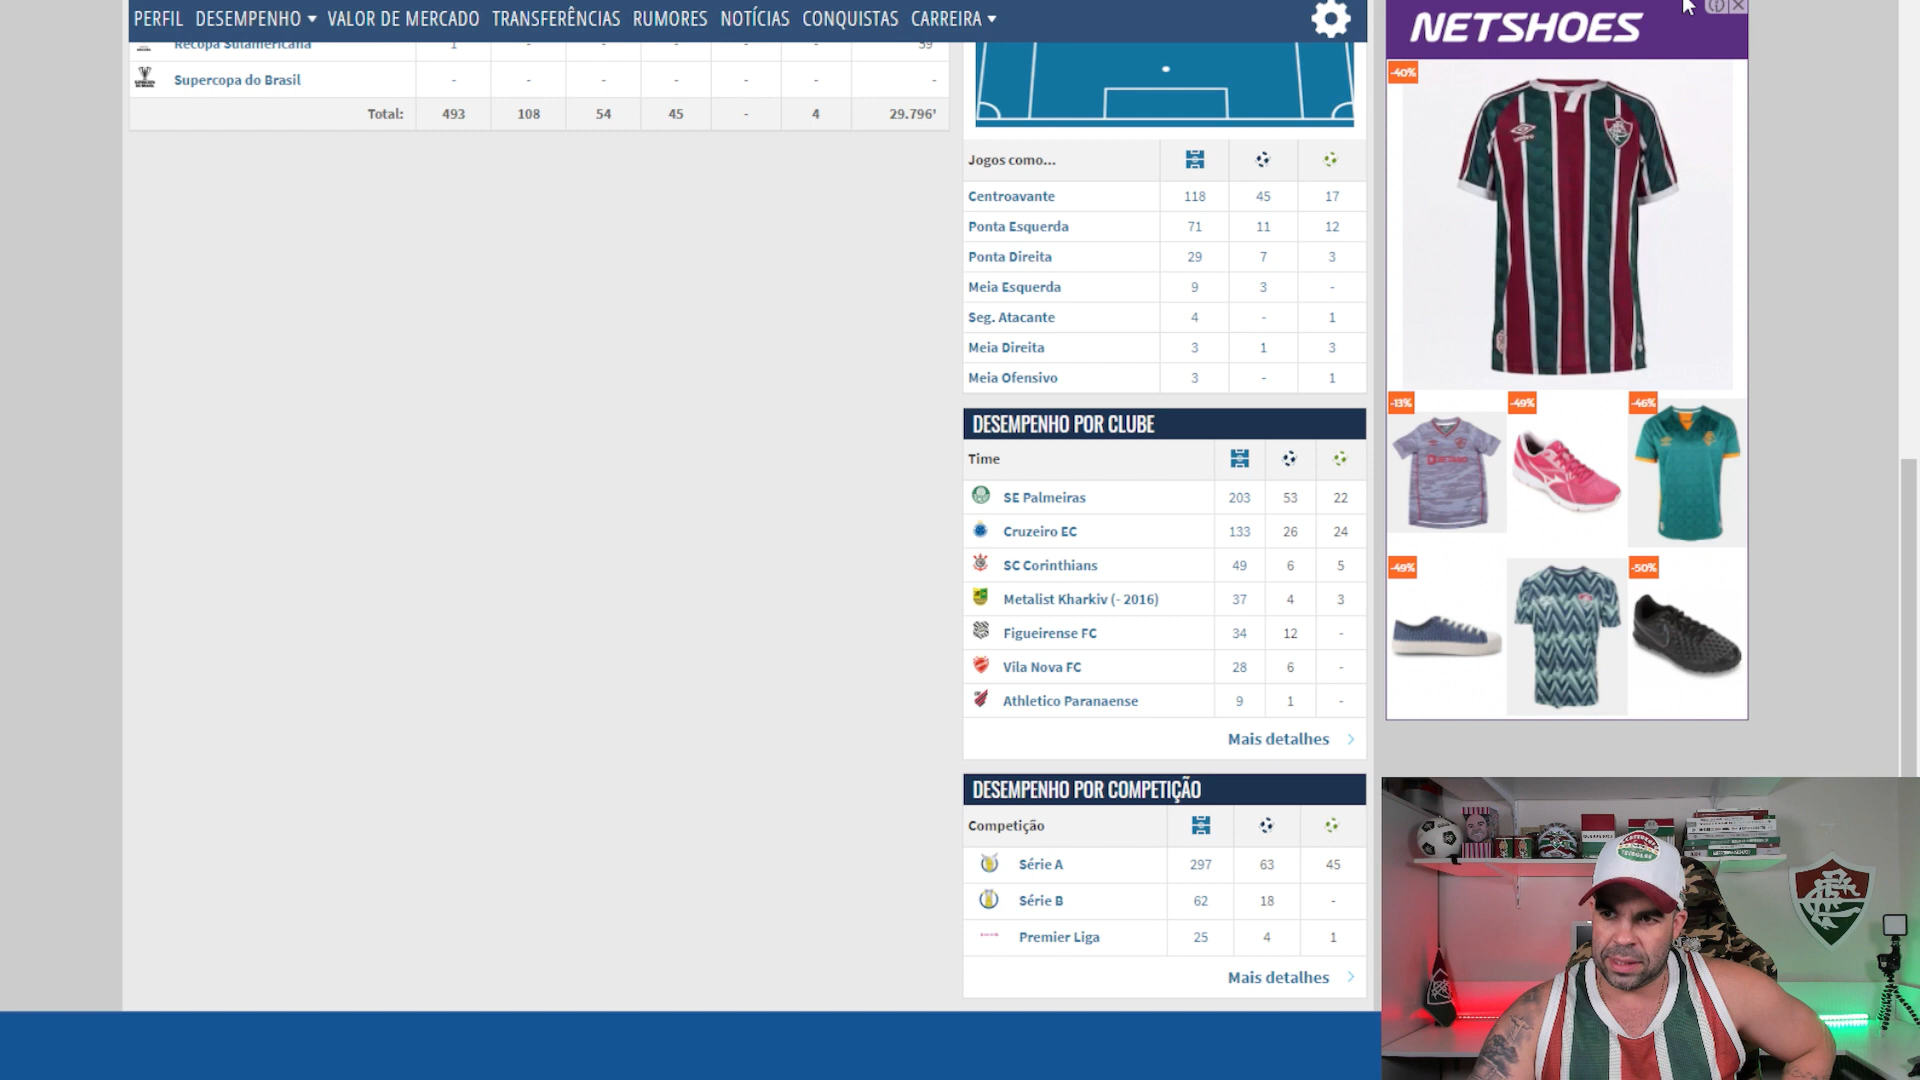 PERFIL DESEMPENHO VALOR DE MERCADO TRANSFERÊNCIAS RUMORES NOTÍCIAS CONQUISTAS CARREIRA
Recopa Sulamericana 1 - - - - - 59
Supercopa do Brasil - - - - - -
Total: 493 108 54 45 - 4 29.796'
Jogos como...
Centroavante 118 45 17
Ponta Esquerda 71 11 12
Ponta Direita 29 7 3
Meia Esquerda 9 3 -
Seg. Atacante 4 - 1
Meia Direita 3 1 3
Meia Ofensivo 3 - 1
DESEMPENHO POR CLUBE
Time
SE Palmeiras 203 53 22
Cruzeiro EC 133 26 24
SC Corinthians 49 6 5
Metalist Kharkiv (- 2016) 37 4 3
Figueirense FC 34 12 -
Vila Nova FC 28 6 -
Athletico Paranaense 9 1 -
Mais detalhes
DESEMPENHO POR COMPETIÇÃO
Competição
Série A 297 63 45
Série B 62 18 -
Premier Liga 25 4 1
Mais detalhes
NETSHOES
-40%
-13% -49% -46%
-49% -50%